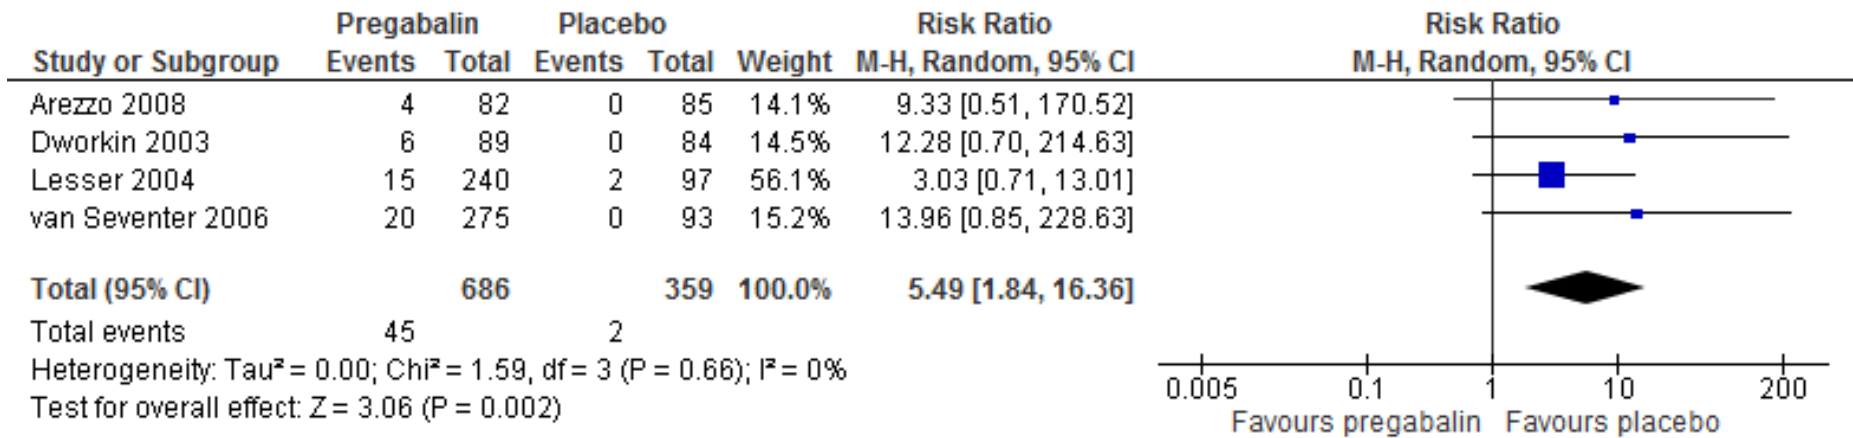 Pregabalin Placebo Risk Ratio Risk Ratio
Study or Subgroup Events Total Events Total Weight M-H, Random, 95% CI M-H, Random, 95% CI
Arezzo 2008 4 82 0 85 14.1% 9.33 [0.51, 170.52]
Dworkin 2003 6 89 0 84 14.5% 12.28 [0.70, 214.63]
Lesser 2004 15 240 2 97 56.1% 3.03 [0.71, 13.01]
van Seventer 2006 20 275 0 93 15.2% 13.96 [0.85, 228.63]
Total (95% CI) 686 359 100.0% 5.49 [1.84, 16.36]
Total events 45 2
Heterogeneity: Tau² = 0.00; Chi² = 1.59, df = 3 (P = 0.66); I² = 0%
Test for overall effect: Z = 3.06 (P = 0.002)
0.005 0.1 1 10 200
Favours pregabalin Favours placebo